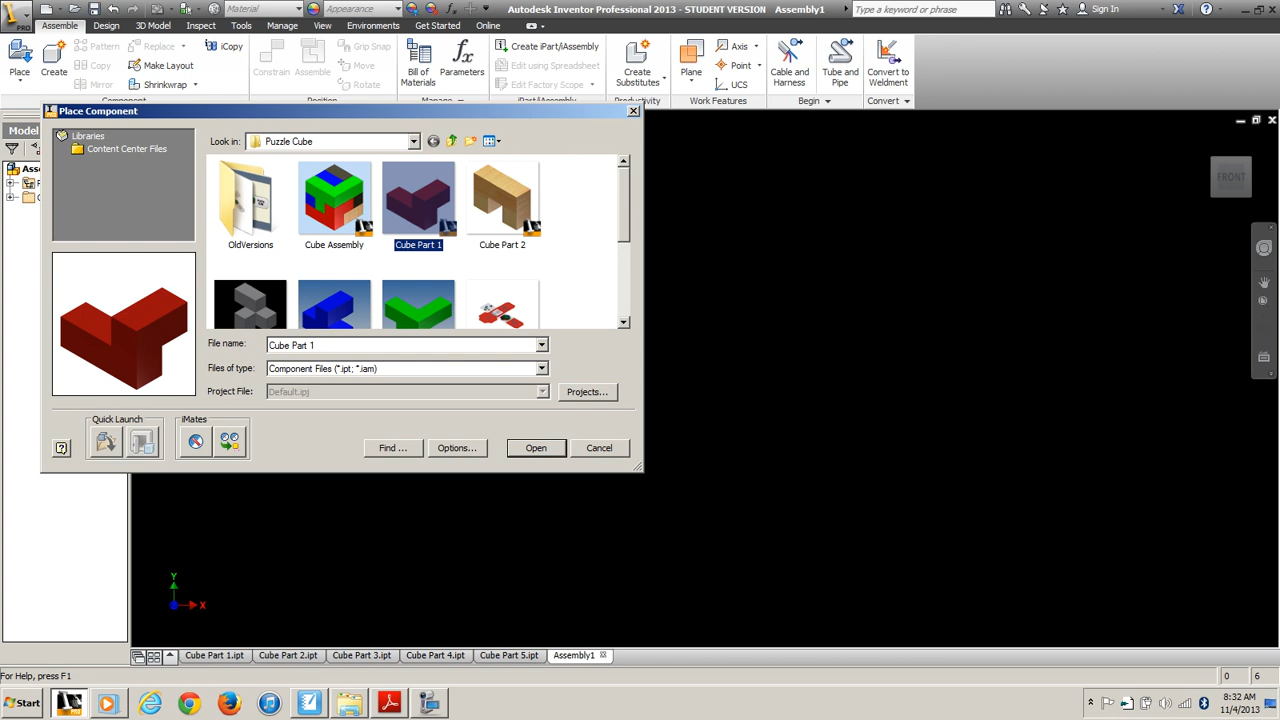 Material
Appearance
Autodesk Inventor Professional 2013 - STUDENT VERSION Assembly1
Type a keyword or phrase
Sign In
PRO
Assemble
Design
3D Model
Inspect
Tools
Manage
View
Environments
Get Started
Online
Place
Create
Pattern
Copy
Mirror
Replace
Make Layout
Shrinkwrap
iCopy
Constrain
Assemble
Grip Snap
Move
Rotate
Bill of Materials
Parameters
Create iPart/iAssembly
Edit using Spreadsheet
Edit Factory Scope
Create Substitutes
Plane
Axis
Point
UCS
Cable and Harness
Tube and Pipe
Convert to Weldment
Component
Position
Manage
iPart/iAssembly
Productivity
Work Features
Begin
Convert
Place Component
Model
Libraries
Content Center Files
Look in:
Puzzle Cube
FRONT
OldVersions
Cube Assembly
Cube Part 1
Cube Part 2
File name:
Cube Part 1
Files of type:
Component Files (*.ipt; *.iam)
Project File:
Default.ipj
Projects...
Quick Launch
iMates
Find ...
Options...
Open
Cancel
Y
X
Cube Part 1.ipt
Cube Part 2.ipt
Cube Part 3.ipt
Cube Part 4.ipt
Cube Part 5.ipt
Assembly1
For Help, press F1
0
6
Start
8:32 AM
11/4/2013